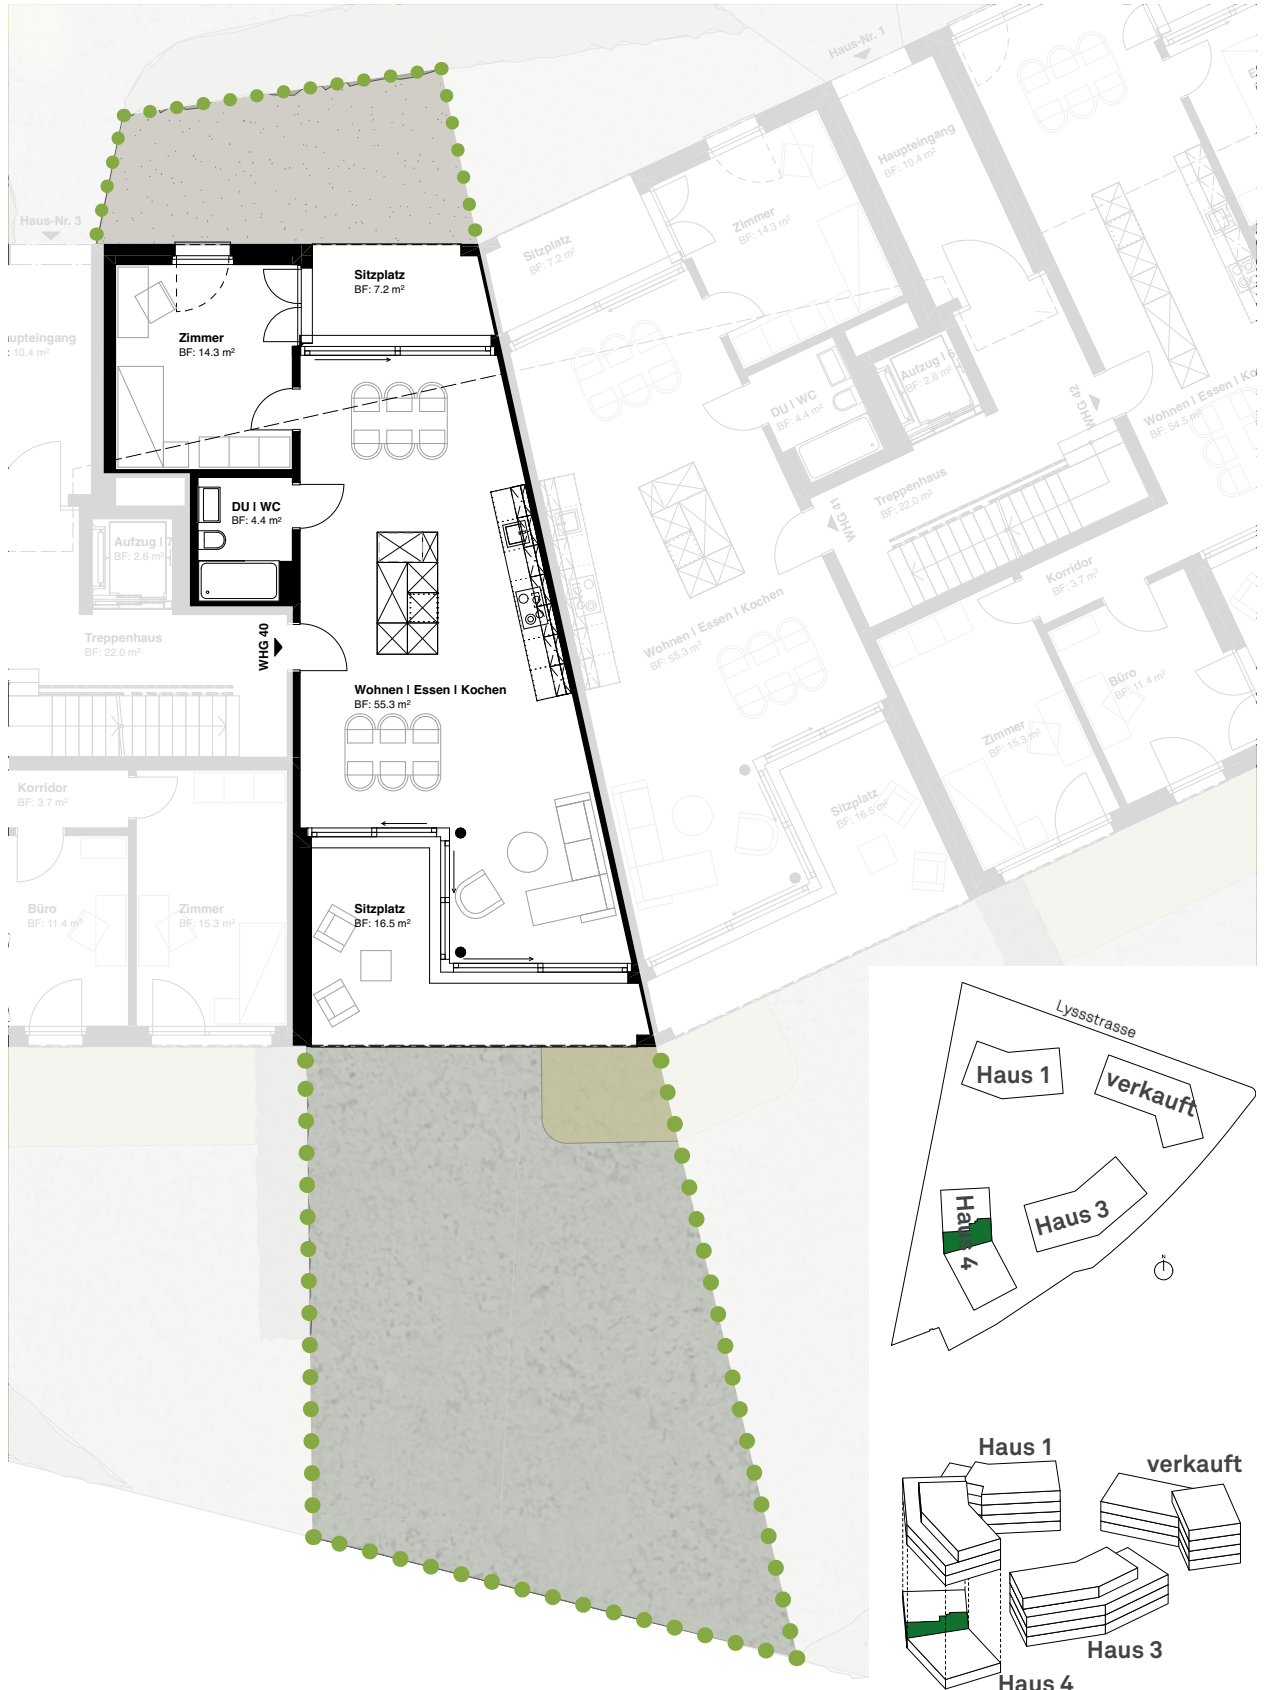 Haus-Nr. 1
Haupteingang
BF: 10.4 m²
Haus-Nr. 3
Sitzplatz
BF: 7.2 m²
Zimmer
BF: 14.3 m²
Sitzplatz
BF: 7.2 m²
Zimmer
BF: 14.3 m²
upteingang
: 10.4 m²
Aufzug |
BF: 2.6 m²
DU I WC
BF: 4.4 m²
WHG 42
Wohnen I Essen I Ko
BF: 54.5 m²
DU I WC
BF: 4.4 m²
Aufzug |
BF: 2.6 m²
WHG 41
Treppenhaus
BF: 22.0 m²
Korridor
BF: 3.7 m²
Treppenhaus
BF: 22.0 m²
WHG 40
Wohnen I Essen I Kochen
BF: 55.3 m²
Wohnen I Essen I Kochen
BF: 55.3 m²
Büro
BF: 11.4 m²
Zimmer
BF: 15.3 m²
Korridor
BF: 3.7 m²
Sitzplatz
BF: 16.5 m²
Büro
BF: 11.4 m²
Zimmer
BF: 15.3 m²
Sitzplatz
BF: 16.5 m²
Lyssstrasse
Haus 1
verkauft
Haus 4
Haus 3
N
Haus 1
verkauft
Haus 3
Haus 4